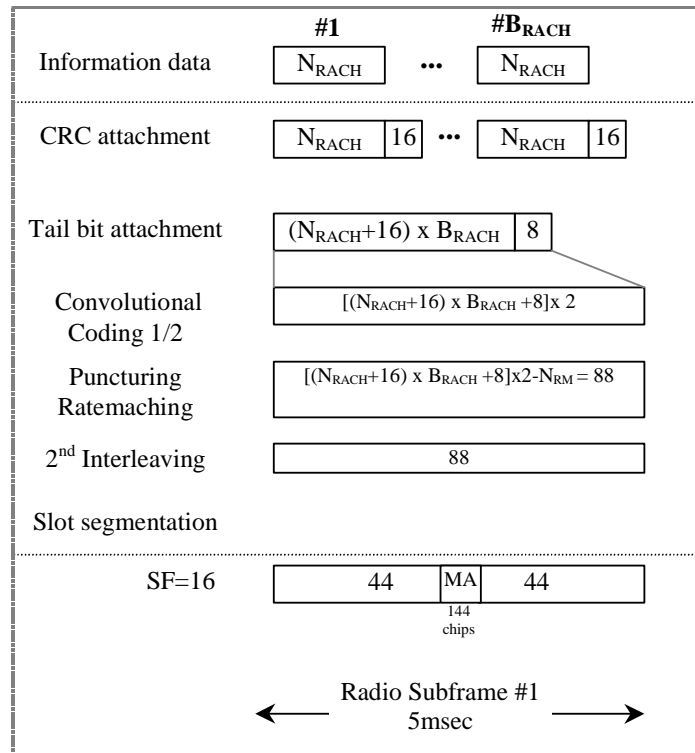 #1 #B_RACH
Information data N_RACH ... N_RACH
CRC attachment N_RACH 16 ... N_RACH 16
Tail bit attachment (N_RACH+16) x B_RACH 8
Convolutional
Coding 1/2
[(N_RACH+16) x B_RACH +8]x 2
Puncturing
Ratemaching
[(N_RACH+16) x B_RACH +8]x2-N_RM = 88
2nd Interleaving 88
Slot segmentation
SF=16 44 MA 44
144
chips
Radio Subframe #1
5msec